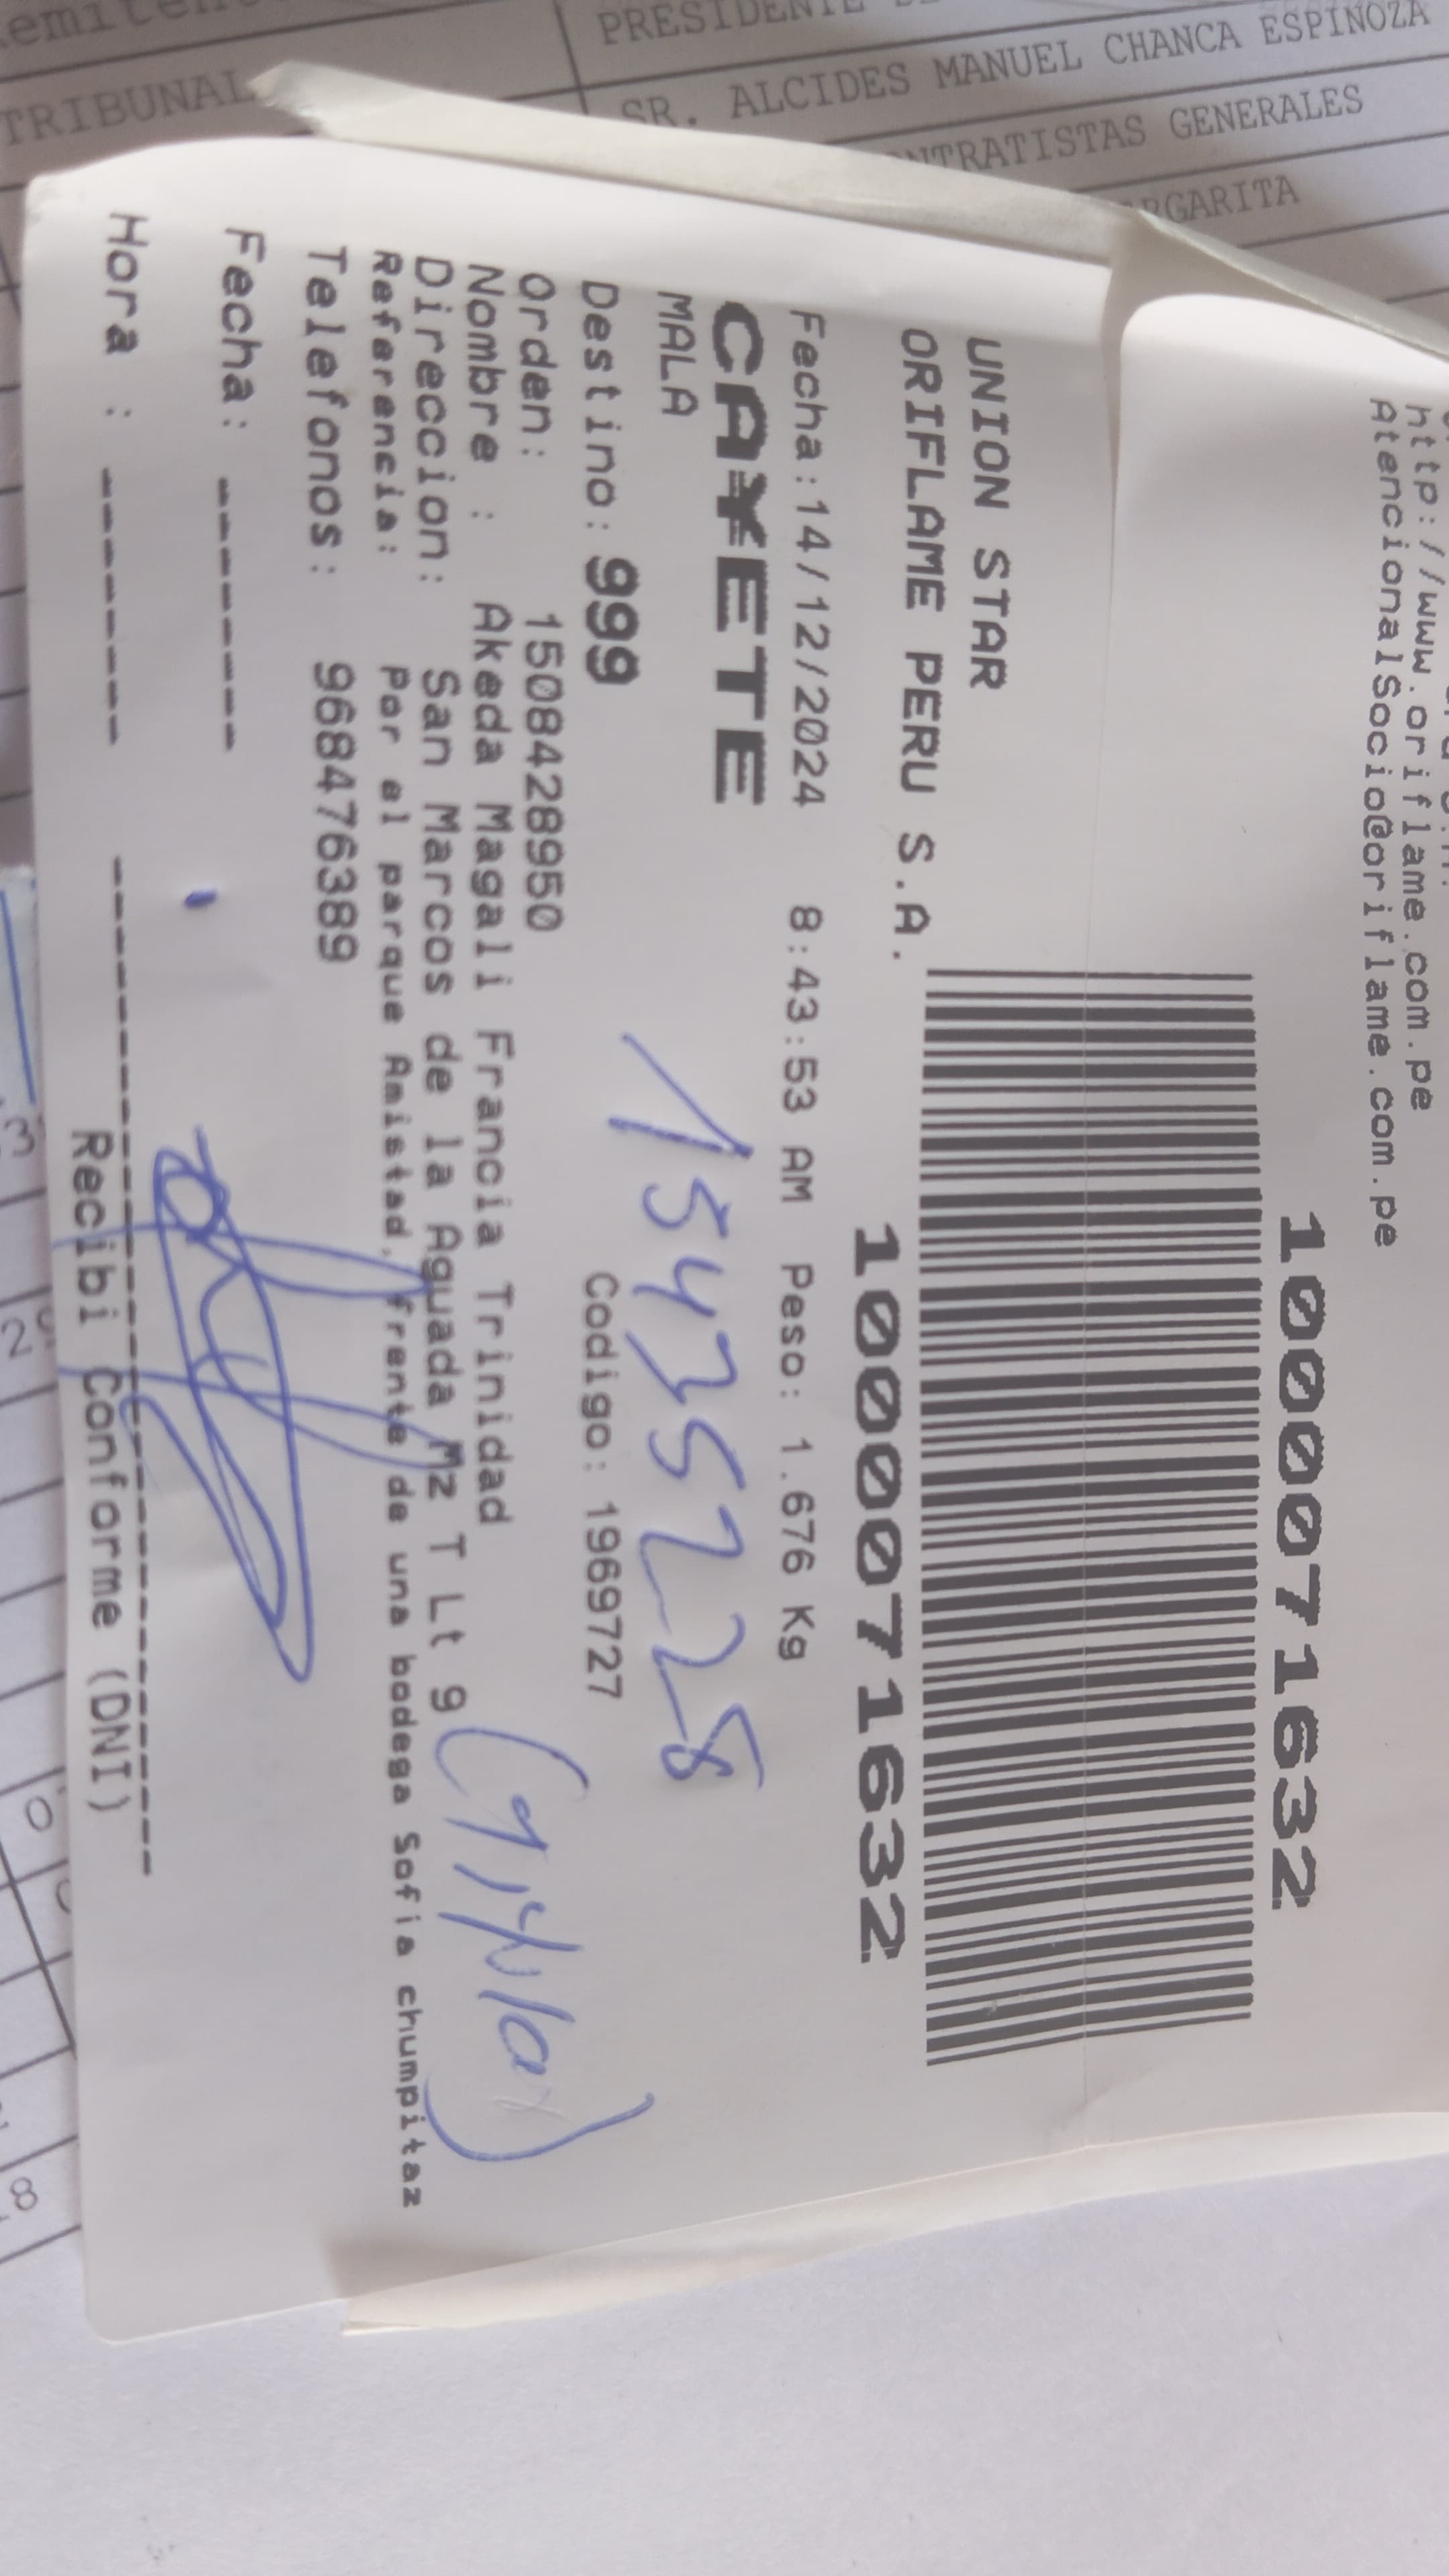 http://www.oriflame.com.pe
AtencionalSocio@oriflame.com.pe
1000071632
UNION STAR
ORIFLAME PERU S.A.
1000071632
Fecha:14/12/2024 8:43:53 AM Peso: 1.676 Kg
CAÑETE
MALA
15435228
Destino: 999 Codigo: 1969727
Orden: 1508428950
Nombre : Akeda Magali Francia Trinidad
Direccion: San Marcos de la Aguada Mz T Lt 9
Referencia: Por el parque Amistad, frente de una bodega Sofia chumpitaz
Telefonos: 968476389
Fecha: -------
Hora : -------
Recibi Conforme (DNI)
TRIBUNAL
PRESIDENTE
SR. ALCIDES MANUEL CHANCA ESPINOZA
GENERALES